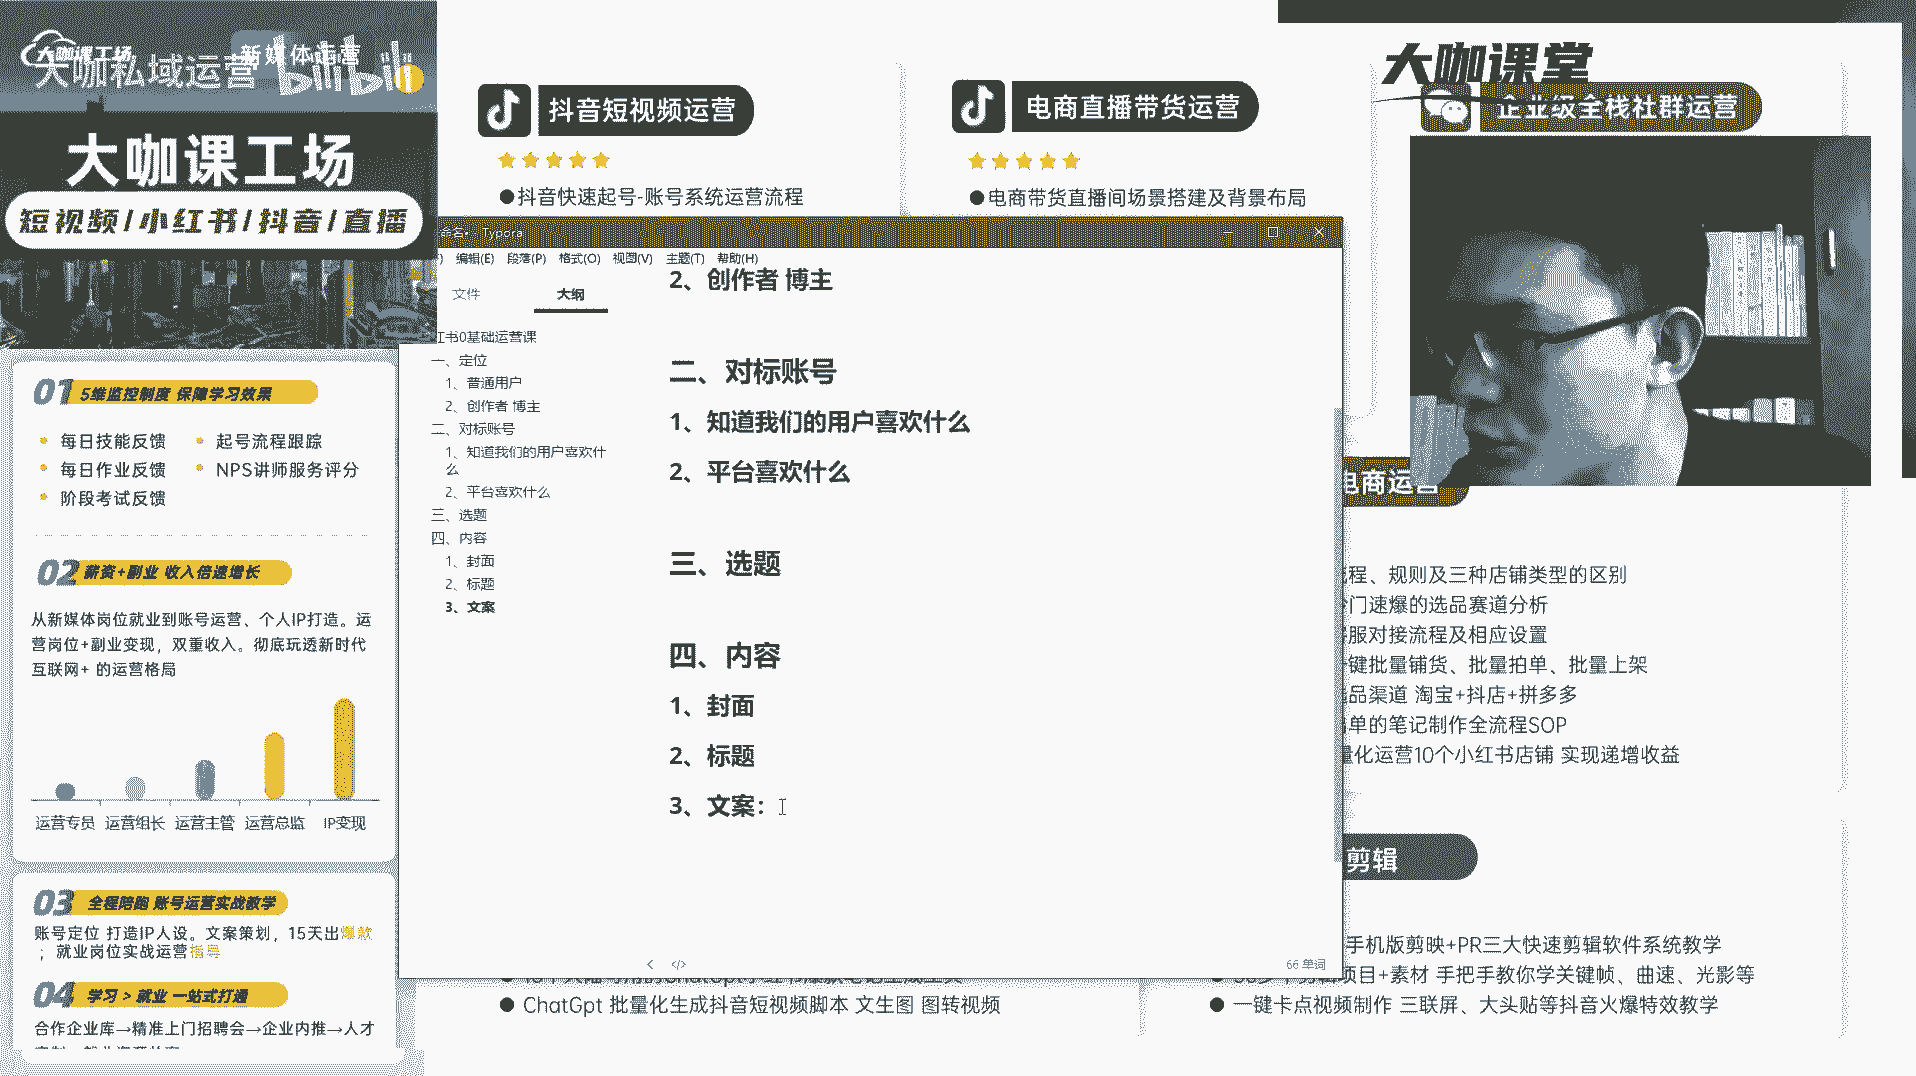 大咖课工场
大咖私域运营
新媒体运营
bilibili
大咖课工场
短视频/小红书/抖音/直播
01 5维监控制度 保障学习效果
每日技能反馈
起号流程跟踪
每日作业反馈
NPS讲师服务评分
阶段考试反馈
02 薪资+副业 收入倍速增长
从新媒体岗位就业到账号运营、个人IP打造。运
营岗位+副业变现，双重收入。彻底玩透新时代
互联网+ 的运营格局
运营专员 运营组长 运营主管 运营总监 IP变现
03 全程陪跑 账号运营实战教学
账号定位 打造IP人设。文案策划，15天出爆款
；就业岗位实战运营指导
04 学习 > 就业 一站式打通
合作企业库→精准上门招聘会→企业内推→人才
抖音短视频运营
●抖音快速起号-账号系统运营流程
电商直播带货运营
●电商带货直播间场景搭建及背景布局
大咖课堂
企业级全栈社群运营
命名• Typora
编辑(E) 段落(P) 格式(O) 视图(V) 主题(T) 帮助(H)
文件 大纲
红书0基础运营课
一、定位
1、普通用户
2、创作者 博主
二、对标账号
1、知道我们的用户喜欢什
么
2、平台喜欢什么
三、选题
四、内容
1、封面
2、标题
3、文案
2、创作者 博主
二、对标账号
1、知道我们的用户喜欢什么
2、平台喜欢什么
三、选题
四、内容
1、封面
2、标题
3、文案：
66 单词
电商运营
程、规则及三种店铺类型的区别
门速爆的选品赛道分析
服对接流程及相应设置
键批量铺货、批量拍单、批量上架
品渠道 淘宝+抖店+拼多多
单的笔记制作全流程SOP
量化运营10个小红书店铺 实现递增收益
剪辑
手机版剪映+PR三大快速剪辑软件系统教学
项目+素材 手把手教你学关键帧、曲速、光影等
● 一键卡点视频制作 三联屏、大头贴等抖音火爆特效教学
● ChatGpt 批量化生成抖音短视频脚本 文生图 图转视频